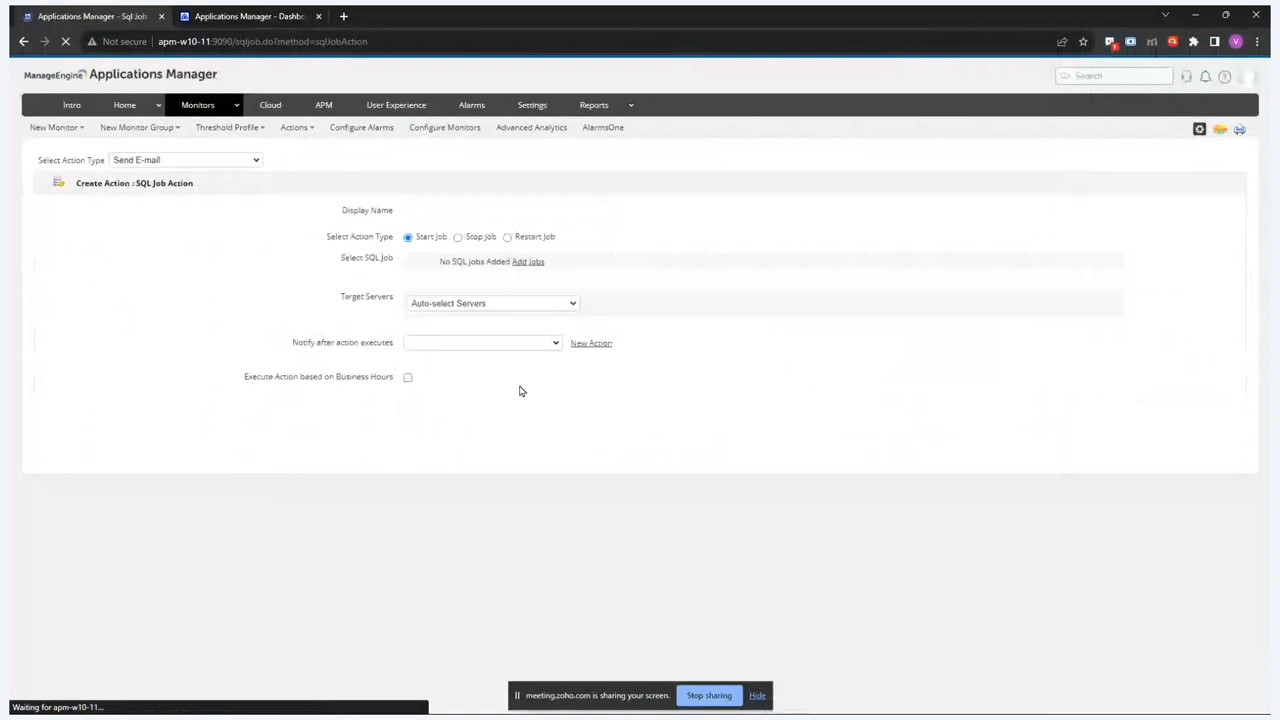 Applications Manager - Sql Job
Applications Manager - Dashbo
Not secure apm-w10-11:9090/sqljob.do?method=sqlJobAction
ManageEngine Applications Manager
Search
Intro Home Monitors Cloud APM User Experience Alarms Settings Reports
New Monitor New Monitor Group Threshold Profile Actions Configure Alarms Configure Monitors Advanced Analytics AlarmsOne
Select Action Type Send E-mail
Create Action : SQL Job Action
Display Name
Select Action Type Start Job Stop Job Restart Job
Select SQL Job No SQL jobs Added Add Jobs
Target Servers Auto-select Servers
Notify after action executes New Action
Execute Action based on Business Hours
meeting.zoho.com is sharing your screen. Stop sharing Hide
Waiting for apm-w10-11...